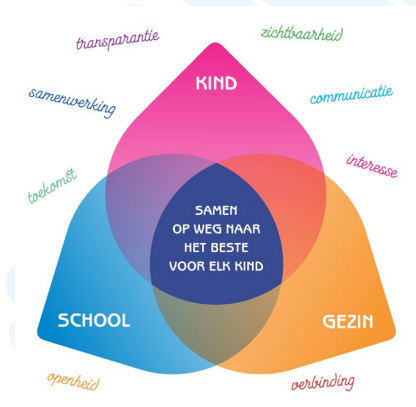 transparantie
zichtbaarheid
KIND
samenwerking
communicatie
interesse
toekomst
SAMEN
OP WEG NAAR
HET BESTE
VOOR ELK KIND
SCHOOL
GEZIN
openheid
verbinding